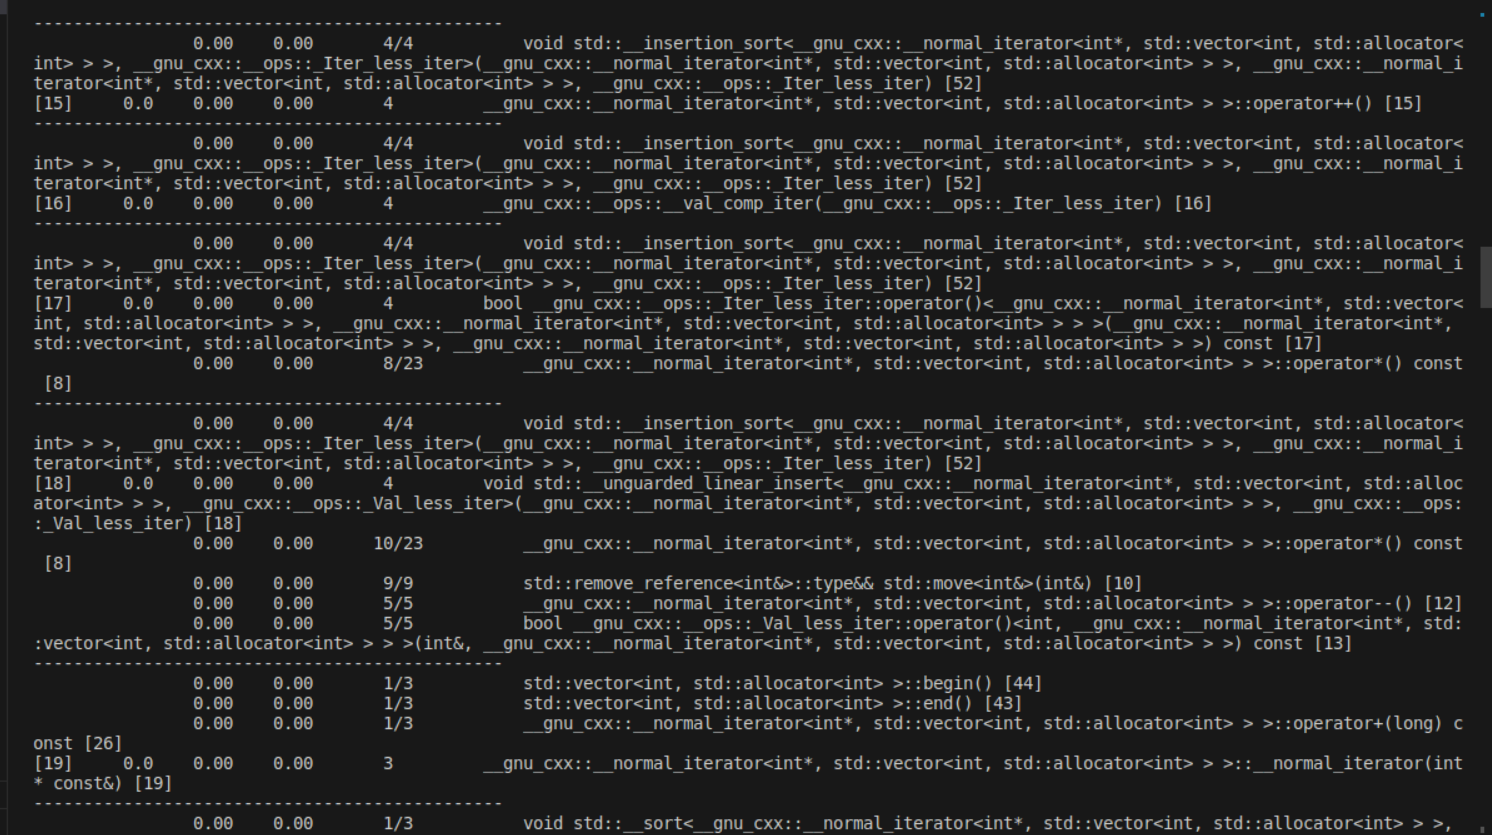 -----------------------------------------------
                0.00    0.00       4/4           void std::__insertion_sort<__gnu_cxx::__normal_iterator<int*, std::vector<int, std::allocator<
int> > >, __gnu_cxx::__ops::_Iter_less_iter>(__gnu_cxx::__normal_iterator<int*, std::vector<int, std::allocator<int> > >, __gnu_cxx::__normal_i
terator<int*, std::vector<int, std::allocator<int> > >, __gnu_cxx::__ops::_Iter_less_iter) [52]
[15]     0.0    0.00    0.00       4         __gnu_cxx::__normal_iterator<int*, std::vector<int, std::allocator<int> > >::operator++() [15]
-----------------------------------------------
                0.00    0.00       4/4           void std::__insertion_sort<__gnu_cxx::__normal_iterator<int*, std::vector<int, std::allocator<
int> > >, __gnu_cxx::__ops::_Iter_less_iter>(__gnu_cxx::__normal_iterator<int*, std::vector<int, std::allocator<int> > >, __gnu_cxx::__normal_i
terator<int*, std::vector<int, std::allocator<int> > >, __gnu_cxx::__ops::_Iter_less_iter) [52]
[16]     0.0    0.00    0.00       4         __gnu_cxx::__ops::__val_comp_iter(__gnu_cxx::__ops::_Iter_less_iter) [16]
-----------------------------------------------
                0.00    0.00       4/4           void std::__insertion_sort<__gnu_cxx::__normal_iterator<int*, std::vector<int, std::allocator<
int> > >, __gnu_cxx::__ops::_Iter_less_iter>(__gnu_cxx::__normal_iterator<int*, std::vector<int, std::allocator<int> > >, __gnu_cxx::__normal_i
terator<int*, std::vector<int, std::allocator<int> > >, __gnu_cxx::__ops::_Iter_less_iter) [52]
[17]     0.0    0.00    0.00       4         bool __gnu_cxx::__ops::_Iter_less_iter::operator()<__gnu_cxx::__normal_iterator<int*, std::vector<
int, std::allocator<int> > >, __gnu_cxx::__normal_iterator<int*, std::vector<int, std::allocator<int> > > >(__gnu_cxx::__normal_iterator<int*,
std::vector<int, std::allocator<int> > >, __gnu_cxx::__normal_iterator<int*, std::vector<int, std::allocator<int> > >) const [17]
                0.00    0.00       8/23          __gnu_cxx::__normal_iterator<int*, std::vector<int, std::allocator<int> > >::operator*() const
 [8]
-----------------------------------------------
                0.00    0.00       4/4           void std::__insertion_sort<__gnu_cxx::__normal_iterator<int*, std::vector<int, std::allocator<
int> > >, __gnu_cxx::__ops::_Iter_less_iter>(__gnu_cxx::__normal_iterator<int*, std::vector<int, std::allocator<int> > >, __gnu_cxx::__normal_i
terator<int*, std::vector<int, std::allocator<int> > >, __gnu_cxx::__ops::_Iter_less_iter) [52]
[18]     0.0    0.00    0.00       4         void std::__unguarded_linear_insert<__gnu_cxx::__normal_iterator<int*, std::vector<int, std::alloc
ator<int> > >, __gnu_cxx::__ops::_Val_less_iter>(__gnu_cxx::__normal_iterator<int*, std::vector<int, std::allocator<int> > >, __gnu_cxx::__ops:
:_Val_less_iter) [18]
                0.00    0.00      10/23          __gnu_cxx::__normal_iterator<int*, std::vector<int, std::allocator<int> > >::operator*() const
 [8]
                0.00    0.00       9/9           std::remove_reference<int&>::type&& std::move<int&>(int&) [10]
                0.00    0.00       5/5           __gnu_cxx::__normal_iterator<int*, std::vector<int, std::allocator<int> > >::operator--() [12]
                0.00    0.00       5/5           bool __gnu_cxx::__ops::_Val_less_iter::operator()<int, __gnu_cxx::__normal_iterator<int*, std:
:vector<int, std::allocator<int> > > >(int&, __gnu_cxx::__normal_iterator<int*, std::vector<int, std::allocator<int> > >) const [13]
-----------------------------------------------
                0.00    0.00       1/3           std::vector<int, std::allocator<int> >::begin() [44]
                0.00    0.00       1/3           std::vector<int, std::allocator<int> >::end() [43]
                0.00    0.00       1/3           __gnu_cxx::__normal_iterator<int*, std::vector<int, std::allocator<int> > >::operator+(long) c
onst [26]
[19]     0.0    0.00    0.00       3         __gnu_cxx::__normal_iterator<int*, std::vector<int, std::allocator<int> > >::__normal_iterator(int
* const&) [19]
-----------------------------------------------
                0.00    0.00       1/3           void std::__sort<__gnu_cxx::__normal_iterator<int*, std::vector<int, std::allocator<int> > >,